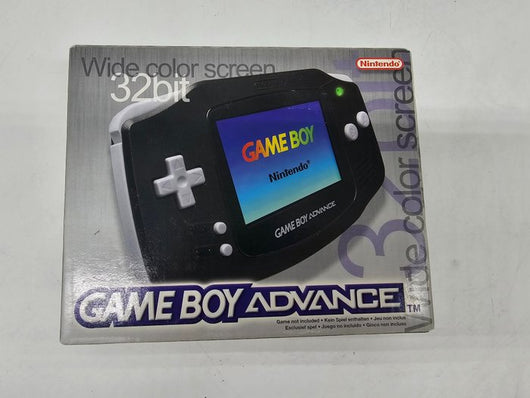 Wide color screen
32bit
Nintendo
GAME BOY
Nintendo®
GAME BOY ADVANCE
32bit
Wide color screen
GAME BOY ADVANCE™
Game not included • Kein Spiel enthalten • Jeu non inclus
Exclusief spel • Juego no incluido • Gioco non incluso